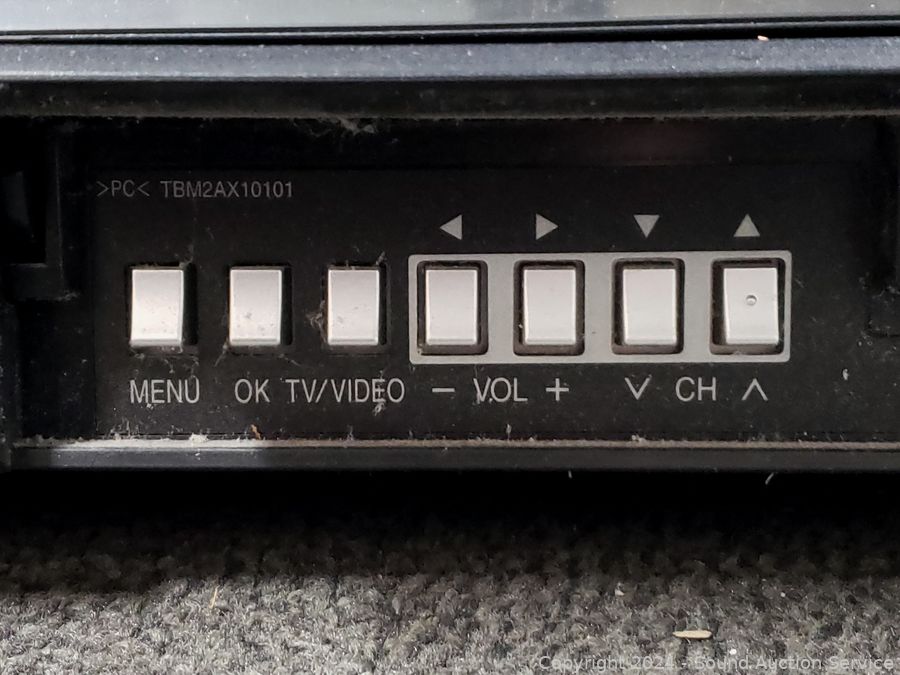 >PC< TBM2AX10101
◀ ▶ ▼ ▲
MENU OK TV/VIDEO − VOL + ∨ CH ∧
Copyright 2024 - Sound Auction Service